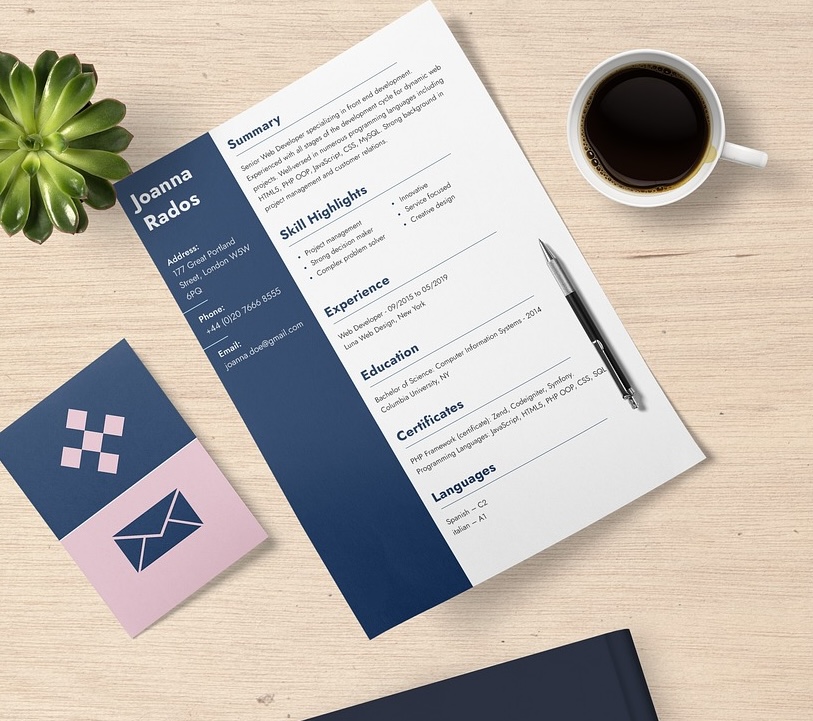 Joanna
Rados
Address:
177 Great Portland
Street, London W5W
6PQ
Phone:
+44 (0)20 7666 8555
Email:
joanna.doe@gmail.com
Summary
Senior Web Developer specializing in front end development.
Experienced with all stages of the development cycle for dynamic web
projects. Well-versed in numerous programming languages including
HTML5, PHP OOP, JavaScript, CSS, MySQL. Strong background in
project management and customer relations.
Skill Highlights
• Project management
• Strong decision maker
• Complex problem solver
• Innovative
• Service focused
• Creative design
Experience
Web Developer - 09/2015 to 05/2019
Luna Web Design, New York
Education
Bachelor of Science: Computer Information Systems - 2014
Columbia University, NY
Certificates
PHP Framework (certificate): Zend, Codeigniter, Symfony.
Programming Languages: JavaScript, HTML5, PHP OOP, CSS, SQL
Languages
Spanish – C2
italian – A1